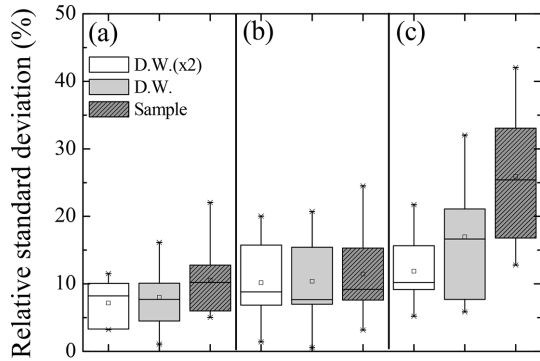 Relative standard deviation (%)
50
40
30
20
10
0
(a)
(b)
(c)
D.W.(x2)
D.W.
Sample